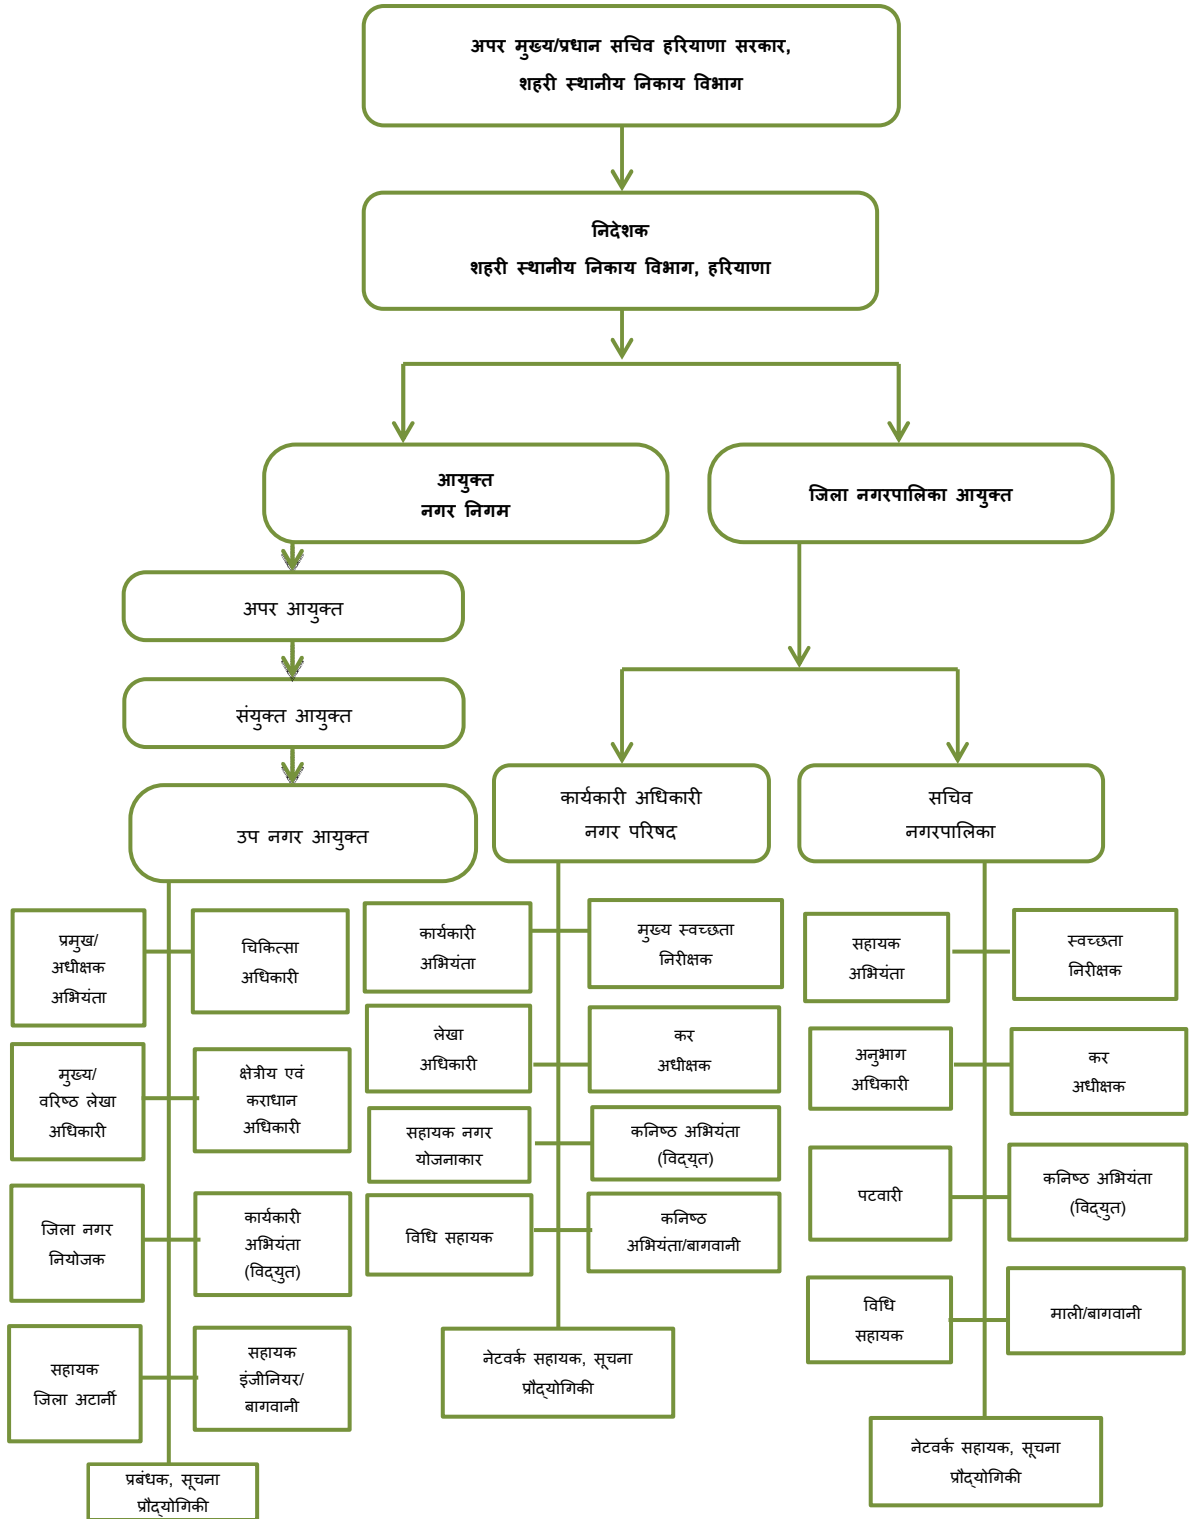 अपर मुख्य/प्रधान सचिव हरियाणा सरकार,
शहरी स्थानीय निकाय विभाग
निदेशक
शहरी स्थानीय निकाय विभाग, हरियाणा
आयुक्त
नगर निगम
जिला नगरपालिका आयुक्त
अपर आयुक्त
संयुक्त आयुक्त
उप नगर आयुक्त
कार्यकारी अधिकारी
नगर परिषद
सचिव
नगरपालिका
प्रमुख/
अधीक्षक
अभियंता
चिकित्सा
अधिकारी
मुख्य/
वरिष्ठ लेखा
अधिकारी
क्षेत्रीय एवं
कराधान
अधिकारी
जिला नगर
नियोजक
कार्यकारी
अभियंता
(विद्युत)
सहायक
जिला अटार्नी
सहायक
इंजीनियर/
बागवानी
प्रबंधक, सूचना
प्रौद्योगिकी
कार्यकारी
अभियंता
मुख्य स्वच्छता
निरीक्षक
लेखा
अधिकारी
कर
अधीक्षक
सहायक नगर
योजनाकार
कनिष्ठ अभियंता
(विद्युत)
विधि सहायक
कनिष्ठ
अभियंता/बागवानी
नेटवर्क सहायक, सूचना
प्रौद्योगिकी
सहायक
अभियंता
स्वच्छता
निरीक्षक
अनुभाग
अधिकारी
कर
अधीक्षक
पटवारी
कनिष्ठ अभियंता
(विद्युत)
विधि
सहायक
माली/बागवानी
नेटवर्क सहायक, सूचना
प्रौद्योगिकी